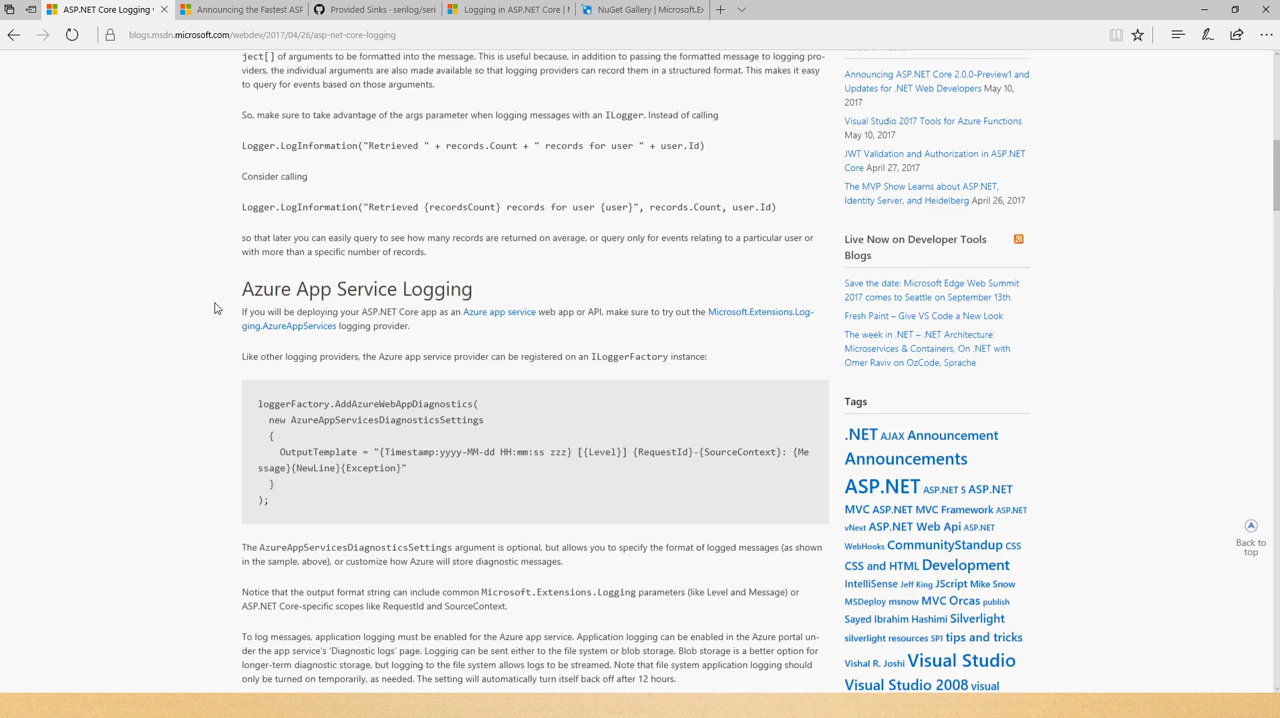 ASP.NET Core Logging
Announcing the Fastest ASP
Provided Sinks · serilog/seri
Logging in ASP.NET Core | M
NuGet Gallery | Microsoft.Ex
blogs.msdn.microsoft.com/webdev/2017/04/26/asp-net-core-logging
ject[] of arguments to be formatted into the message. This is useful because, in addition to passing the formatted message to logging pro-
viders, the individual arguments are also made available so that logging providers can record them in a structured format. This makes it easy
to query for events based on those arguments.
So, make sure to take advantage of the args parameter when logging messages with an ILogger. Instead of calling
Logger.LogInformation("Retrieved " + records.Count + " records for user " + user.Id)
Consider calling
Logger.LogInformation("Retrieved {recordsCount} records for user {user}", records.Count, user.Id)
so that later you can easily query to see how many records are returned on average, or query only for events relating to a particular user or
with more than a specific number of records.
Azure App Service Logging
If you will be deploying your ASP.NET Core app as an Azure app service web app or API, make sure to try out the Microsoft.Extensions.Log-
ging.AzureAppServices logging provider.
Like other logging providers, the Azure app service provider can be registered on an ILoggerFactory instance:
loggerFactory.AddAzureWebAppDiagnostics(
new AzureAppServicesDiagnosticsSettings
{
OutputTemplate = "{Timestamp:yyyy-MM-dd HH:mm:ss zzz} [{Level}] {RequestId}-{SourceContext}: {Me
ssage}{NewLine}{Exception}"
}
);
The AzureAppServicesDiagnosticsSettings argument is optional, but allows you to specify the format of logged messages (as shown
in the sample, above), or customize how Azure will store diagnostic messages.
Notice that the output format string can include common Microsoft.Extensions.Logging parameters (like Level and Message) or
ASP.NET Core-specific scopes like RequestId and SourceContext.
To log messages, application logging must be enabled for the Azure app service. Application logging can be enabled in the Azure portal un-
der the app service's 'Diagnostic logs' page. Logging can be sent either to the file system or blob storage. Blob storage is a better option for
longer-term diagnostic storage, but logging to the file system allows logs to be streamed. Note that file system application logging should
only be turned on temporarily, as needed. The setting will automatically turn itself back off after 12 hours.
Announcing ASP.NET Core 2.0.0-Preview1 and
Updates for .NET Web Developers May 10,
2017
Visual Studio 2017 Tools for Azure Functions
May 10, 2017
JWT Validation and Authorization in ASP.NET
Core April 27, 2017
The MVP Show Learns about ASP.NET,
Identity Server, and Heidelberg April 26, 2017
Live Now on Developer Tools
Blogs
Save the date: Microsoft Edge Web Summit
2017 comes to Seattle on September 13th
Fresh Paint – Give VS Code a New Look
The week in .NET – .NET Architecture:
Microservices & Containers, On .NET with
Omer Raviv on OzCode, Sprache
Tags
.NET AJAX Announcement
Announcements
ASP.NET ASP.NET 5 ASP.NET
MVC ASP.NET MVC Framework ASP.NET
vNext ASP.NET Web Api ASP.NET
WebHooks CommunityStandup CSS
CSS and HTML Development
IntelliSense Jeff King JScript Mike Snow
MSDeploy msnow MVC Orcas publish
Sayed Ibrahim Hashimi Silverlight
silverlight resources SP1 tips and tricks
Vishal R. Joshi Visual Studio
Visual Studio 2008 visual
Back to
top